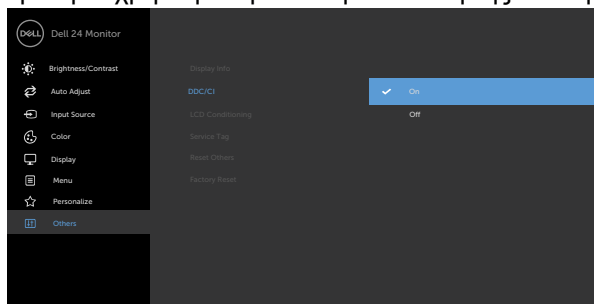 DELL Dell 24 Monitor
Brightness/Contrast
Auto Adjust
Input Source
Color
Display
Menu
Personalize
Others
Display Info
DDC/CI
LCD Conditioning
Service Tag
Reset Others
Factory Reset
On
Off